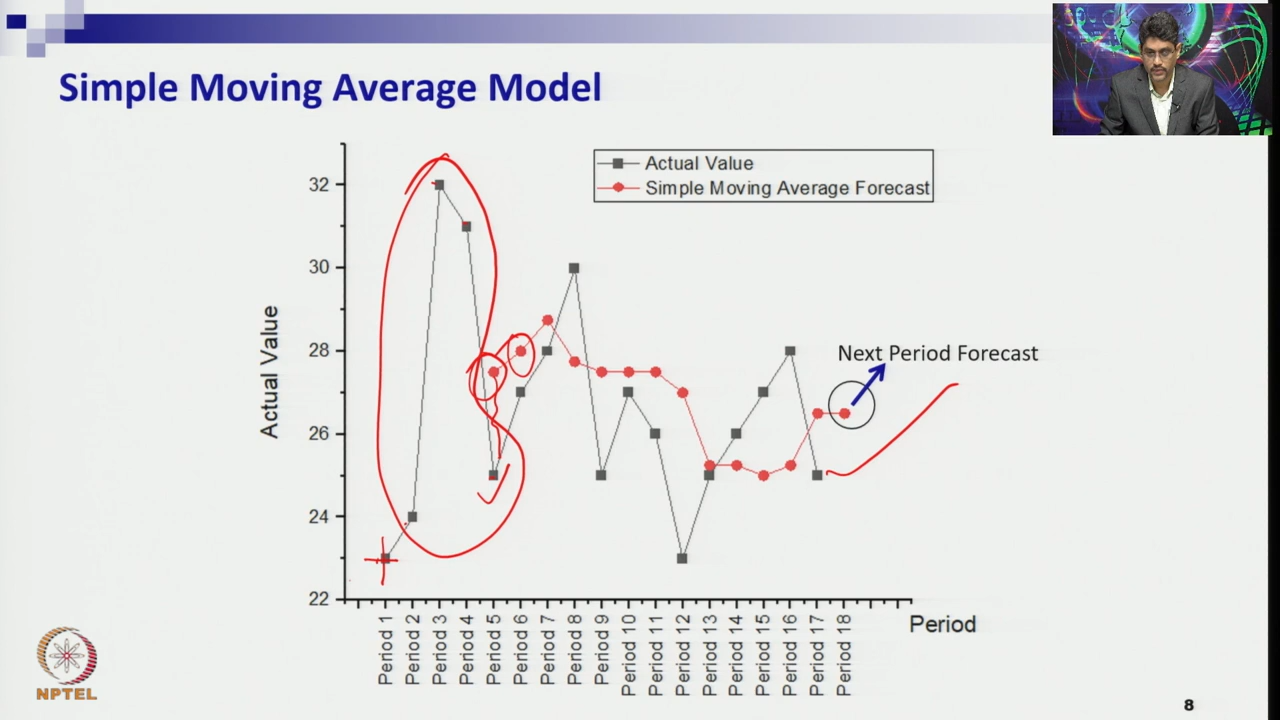 Simple Moving Average Model
Actual Value
Simple Moving Average Forecast
32
30
28
26
24
22
Actual Value
Next Period Forecast
Period 1
Period 2
Period 3
Period 4
Period 5
Period 6
Period 7
Period 8
Period 9
Period 10
Period 11
Period 12
Period 13
Period 14
Period 15
Period 16
Period 17
Period 18
Period
NPTEL
8